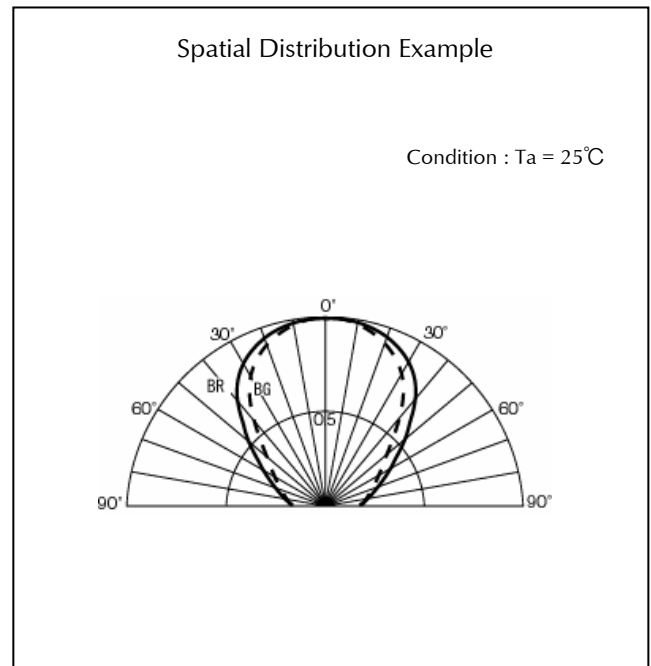 Spatial Distribution Example
Condition : Ta = 25℃
0°
30° 30°
BR BG
60° 0.5 60°
90° 90°